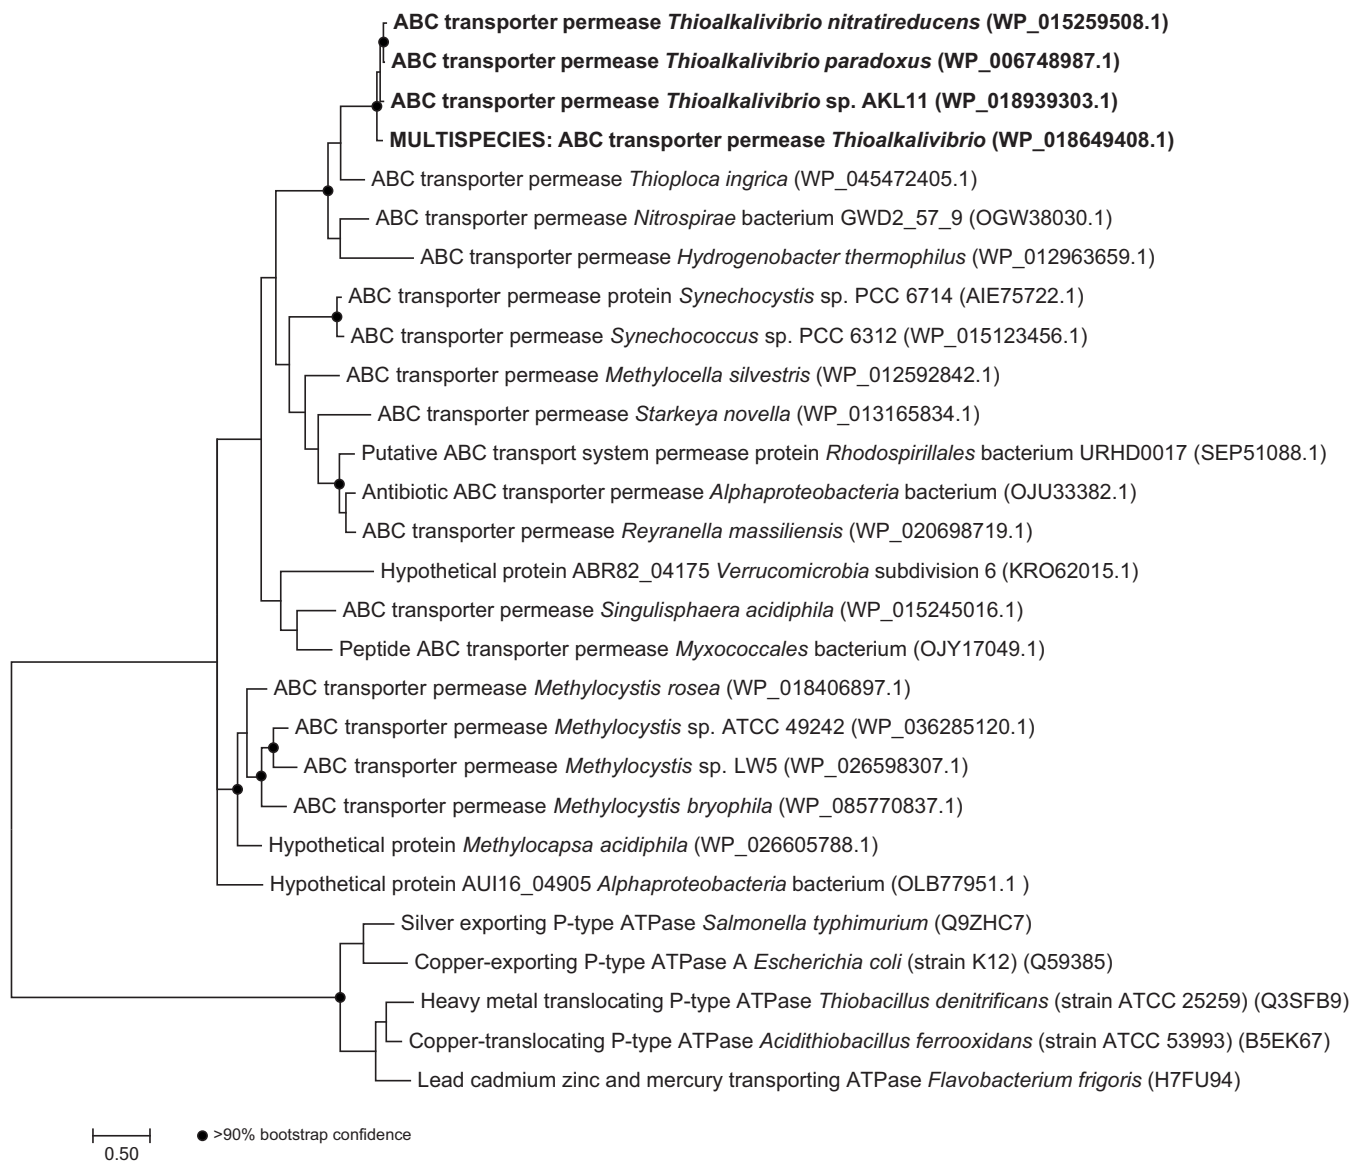 ABC transporter permease Thioalkalivibrio nitratireducens (WP_015259508.1)
ABC transporter permease Thioalkalivibrio paradoxus (WP_006748987.1)
ABC transporter permease Thioalkalivibrio sp. AKL11 (WP_018939303.1)
MULTISPECIES: ABC transporter permease Thioalkalivibrio (WP_018649408.1)
ABC transporter permease Thioploca ingrica (WP_045472405.1)
ABC transporter permease Nitrospirae bacterium GWD2_57_9 (OGW38030.1)
ABC transporter permease Hydrogenobacter thermophilus (WP_012963659.1)
ABC transporter permease protein Synechocystis sp. PCC 6714 (AIE75722.1)
ABC transporter permease Synechococcus sp. PCC 6312 (WP_015123456.1)
ABC transporter permease Methylocella silvestris (WP_012592842.1)
ABC transporter permease Starkeya novella (WP_013165834.1)
Putative ABC transport system permease protein Rhodospirillales bacterium URHD0017 (SEP51088.1)
Antibiotic ABC transporter permease Alphaproteobacteria bacterium (OJU33382.1)
ABC transporter permease Reyranella massiliensis (WP_020698719.1)
Hypothetical protein ABR82_04175 Verrucomicrobia subdivision 6 (KRO62015.1)
ABC transporter permease Singulisphaera acidiphila (WP_015245016.1)
Peptide ABC transporter permease Myxococcales bacterium (OJY17049.1)
ABC transporter permease Methylocystis rosea (WP_018406897.1)
ABC transporter permease Methylocystis sp. ATCC 49242 (WP_036285120.1)
ABC transporter permease Methylocystis sp. LW5 (WP_026598307.1)
ABC transporter permease Methylocystis bryophila (WP_085770837.1)
Hypothetical protein Methylocapsa acidiphila (WP_026605788.1)
Hypothetical protein AUI16_04905 Alphaproteobacteria bacterium (OLB77951.1 )
Silver exporting P-type ATPase Salmonella typhimurium (Q9ZHC7)
Copper-exporting P-type ATPase A Escherichia coli (strain K12) (Q59385)
Heavy metal translocating P-type ATPase Thiobacillus denitrificans (strain ATCC 25259) (Q3SFB9)
Copper-translocating P-type ATPase Acidithiobacillus ferrooxidans (strain ATCC 53993) (B5EK67)
Lead cadmium zinc and mercury transporting ATPase Flavobacterium frigoris (H7FU94)
>90% bootstrap confidence
0.50